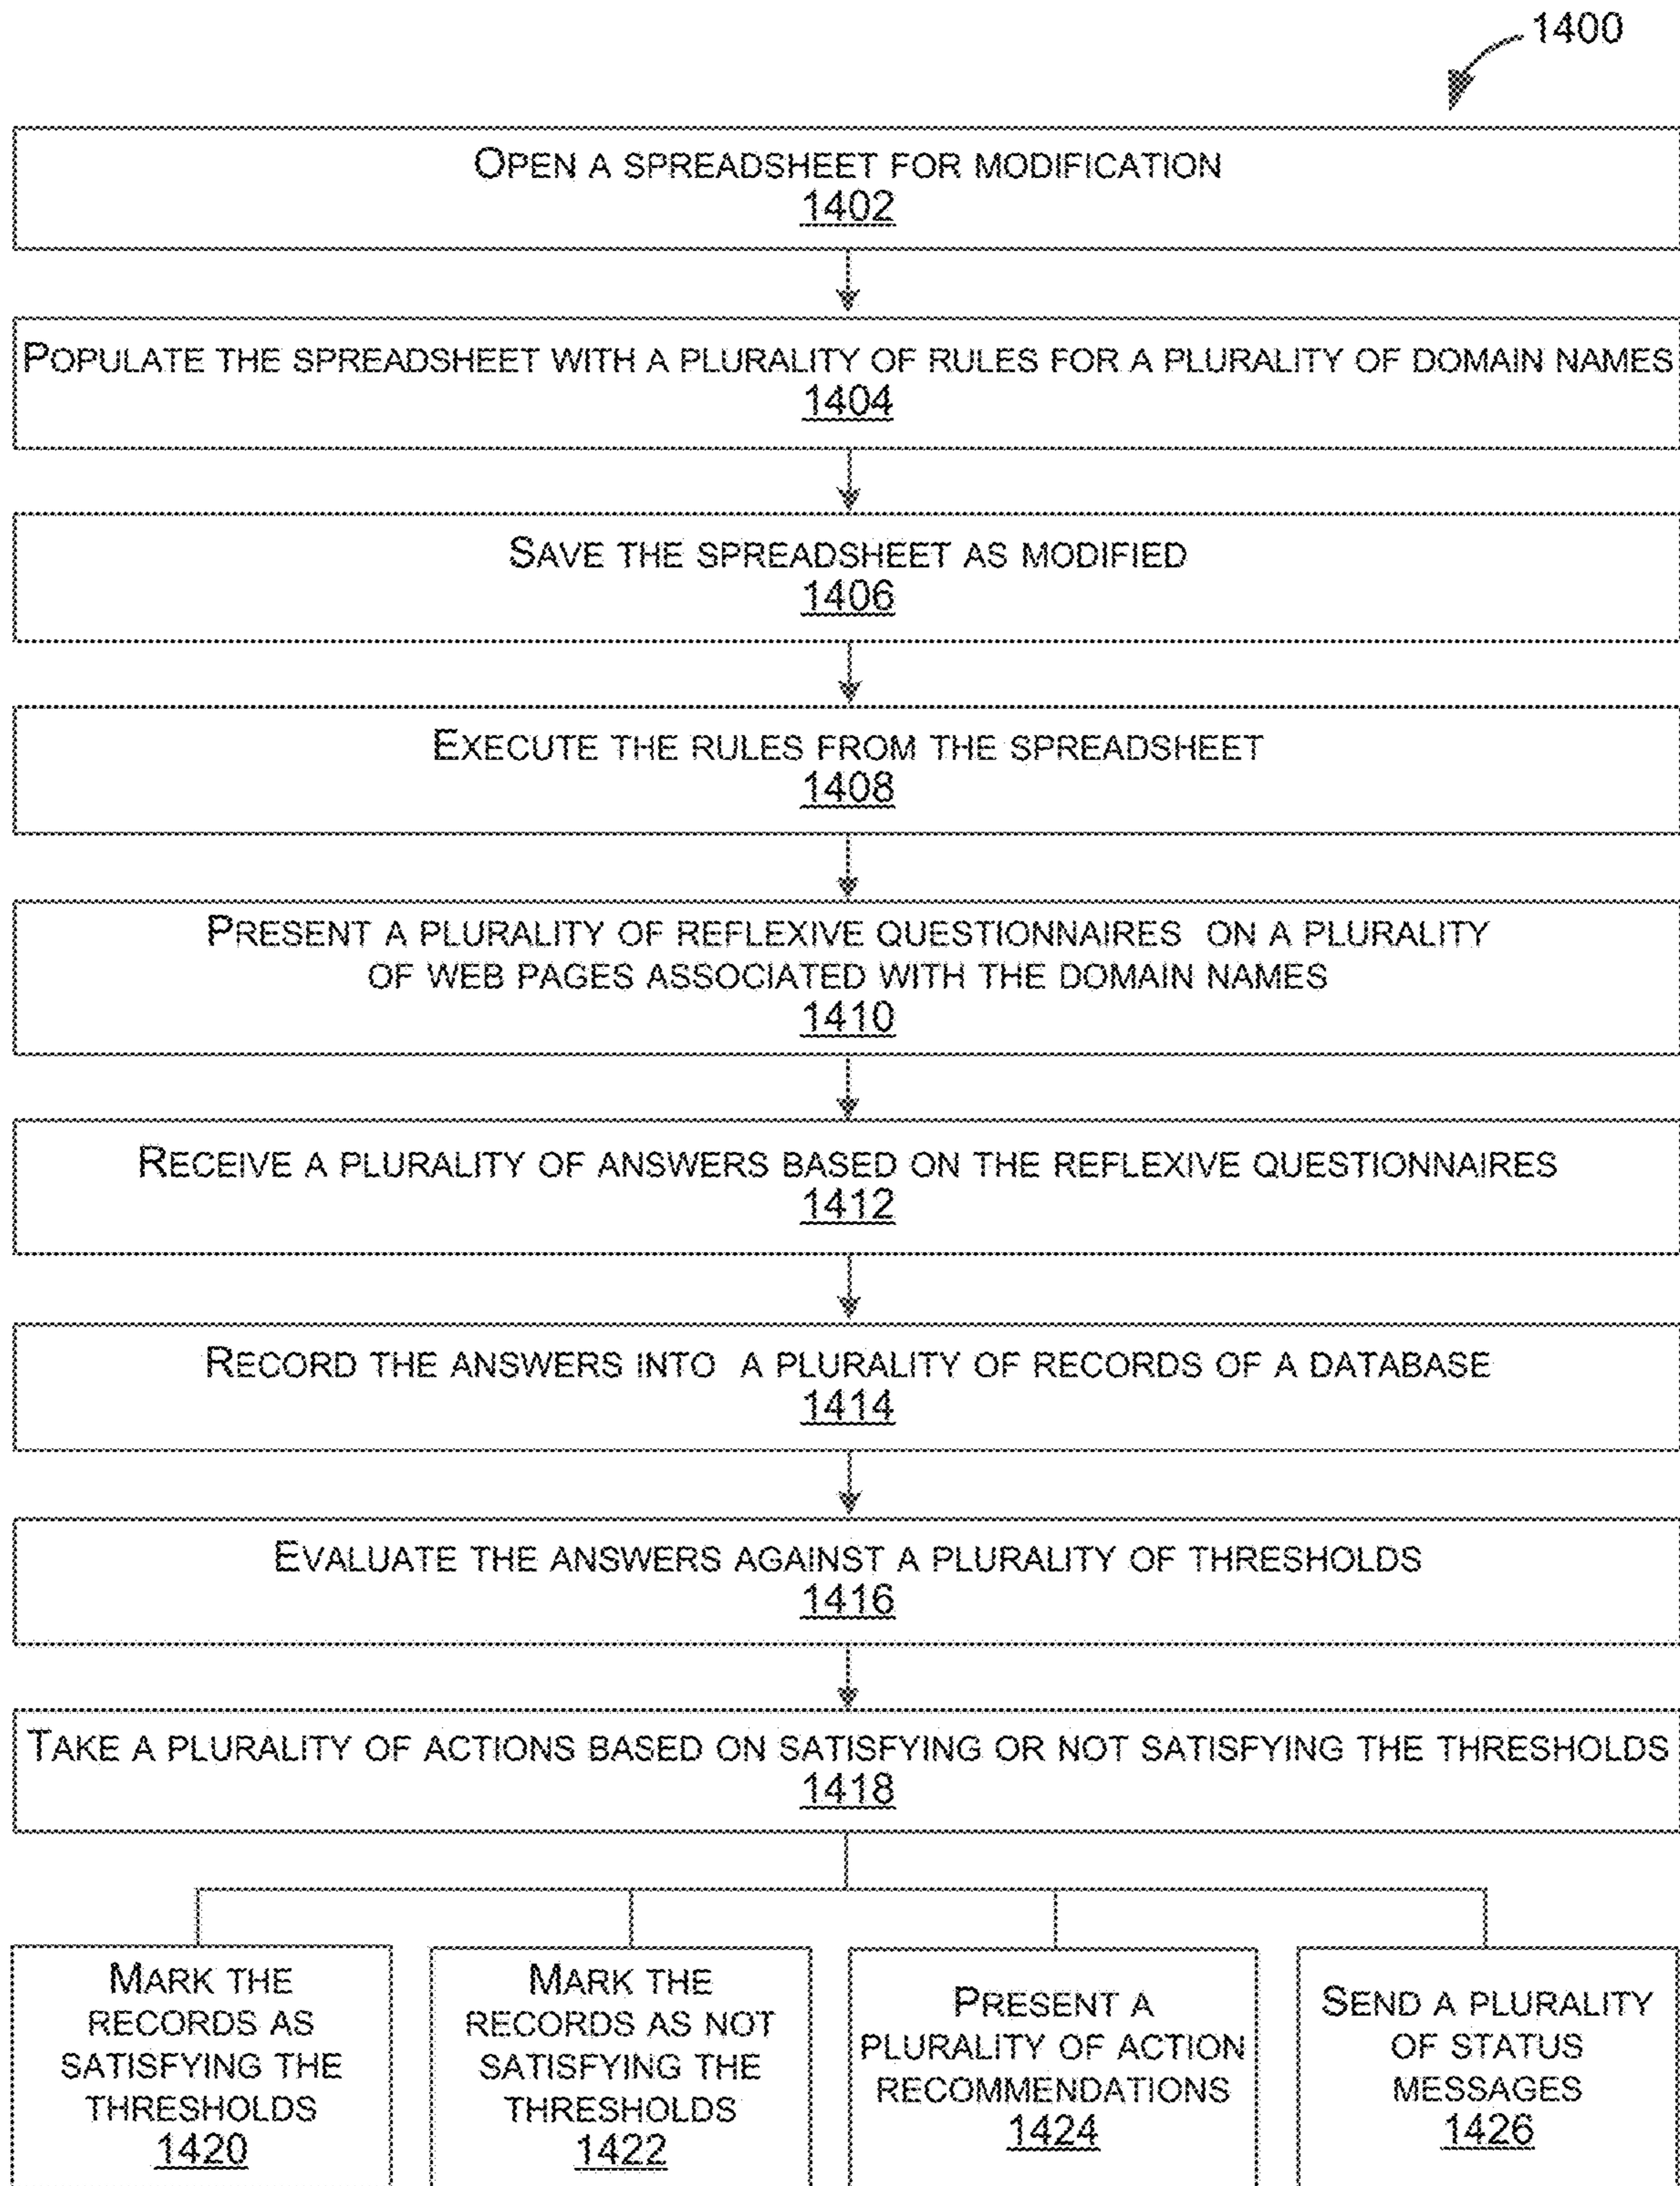 1400
OPEN A SPREADSHEET FOR MODIFICATION
1402
POPULATE THE SPREADSHEET WITH A PLURALITY OF RULES FOR A PLURALITY OF DOMAIN NAMES
1404
SAVE THE SPREADSHEET AS MODIFIED
1406
EXECUTE THE RULES FROM THE SPREADSHEET
1408
PRESENT A PLURALITY OF REFLEXIVE QUESTIONNAIRES ON A PLURALITY
OF WEB PAGES ASSOCIATED WITH THE DOMAIN NAMES
1410
RECEIVE A PLURALITY OF ANSWERS BASED ON THE REFLEXIVE QUESTIONNAIRES
1412
RECORD THE ANSWERS INTO A PLURALITY OF RECORDS OF A DATABASE
1414
EVALUATE THE ANSWERS AGAINST A PLURALITY OF THRESHOLDS
1416
TAKE A PLURALITY OF ACTIONS BASED ON SATISFYING OR NOT SATISFYING THE THRESHOLDS
1418
MARK THE
RECORDS AS
SATISFYING THE
THRESHOLDS
1420
MARK THE
RECORDS AS NOT
SATISFYING THE
THRESHOLDS
1422
PRESENT A
PLURALITY OF ACTION
RECOMMENDATIONS
1424
SEND A PLURALITY
OF STATUS
MESSAGES
1426